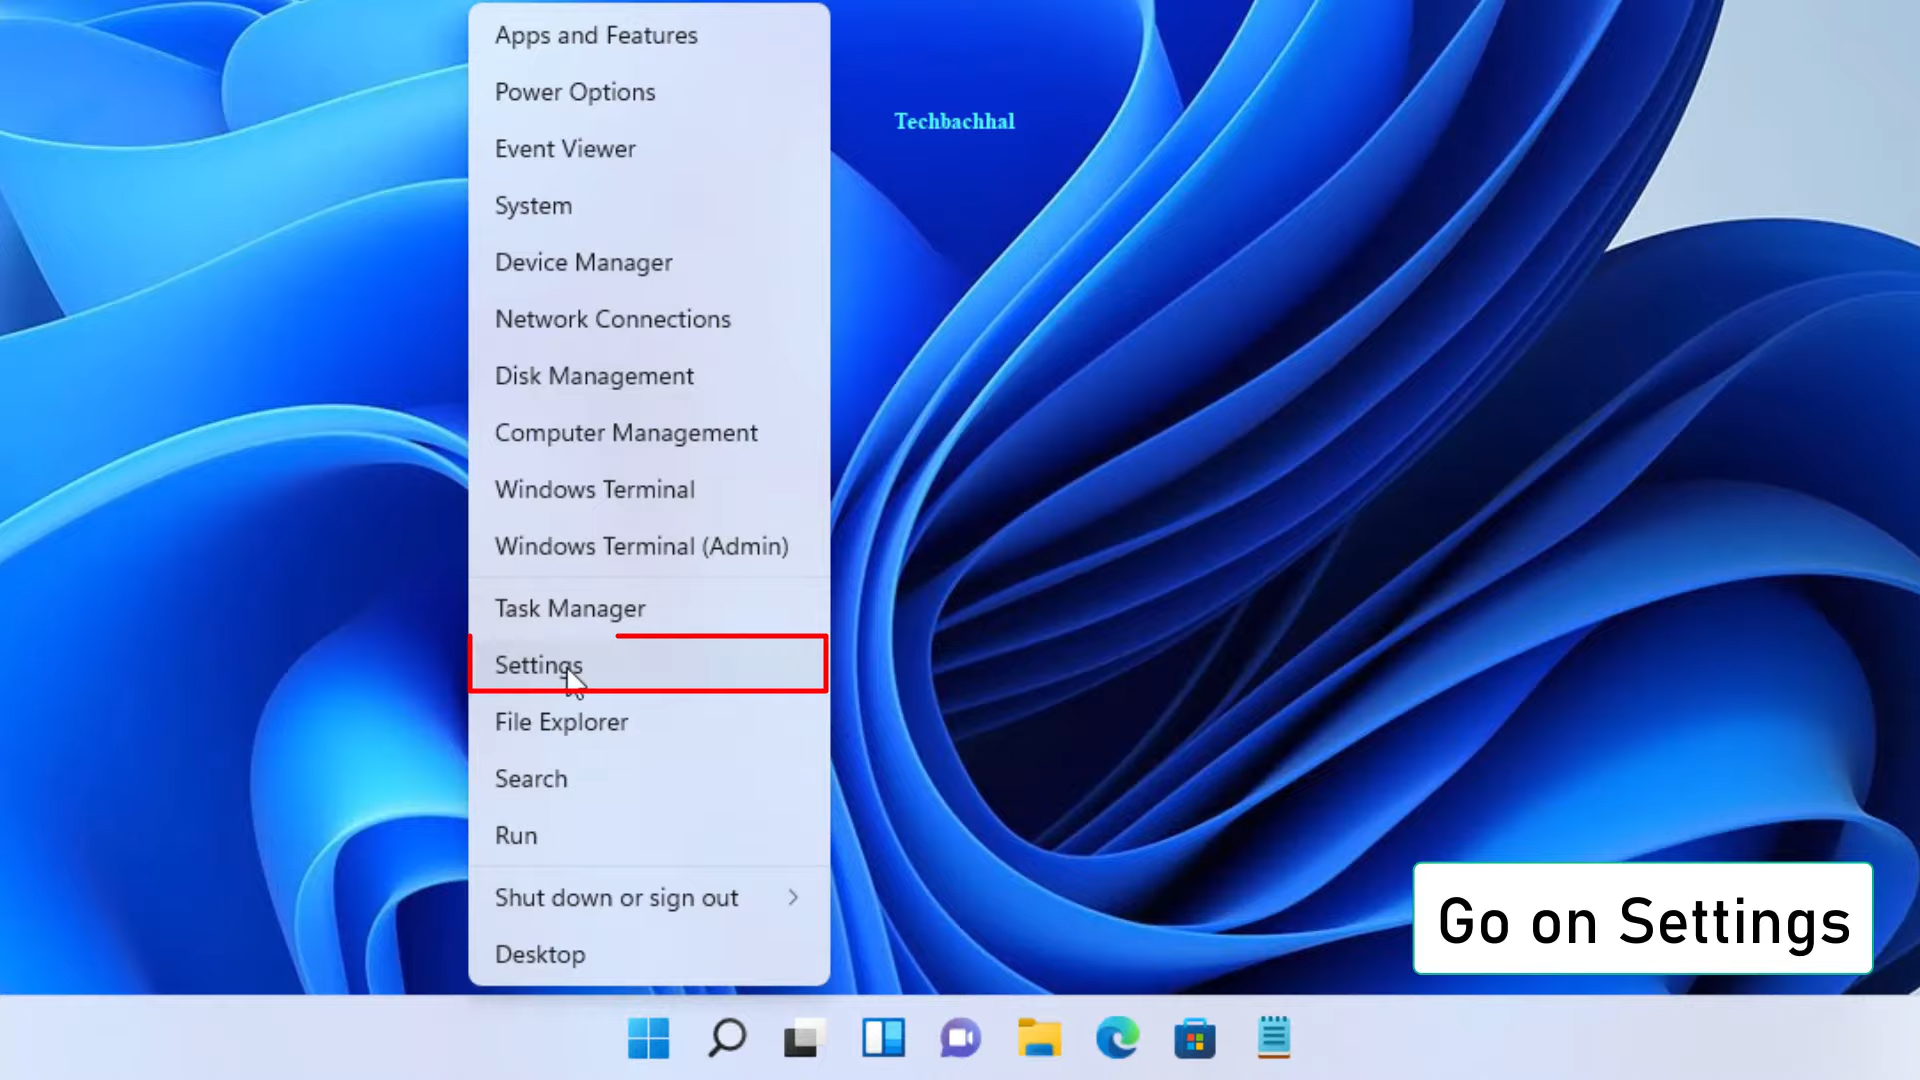 Apps and Features
Power Options
Event Viewer
System
Device Manager
Network Connections
Disk Management
Computer Management
Windows Terminal
Windows Terminal (Admin)
Task Manager
Settings
File Explorer
Search
Run
Shut down or sign out
Desktop
Techbachhal
Go on Settings